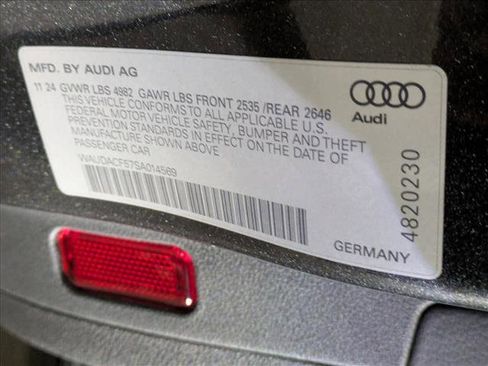 MFD. BY AUDI AG
11 24 GVWR LBS 4982 GAWR LBS FRONT 2535 /REAR 2646
THIS VEHICLE CONFORMS TO ALL APPLICABLE U.S.
FEDERAL MOTOR VEHICLE SAFETY, BUMPER AND THEFT
PREVENTION STANDARDS IN EFFECT ON THE DATE OF
MANUFACTURE SHOWN ABOVE
PASSENGER CAR
WAUDACF57SA014569
Audi
4820230
GERMANY